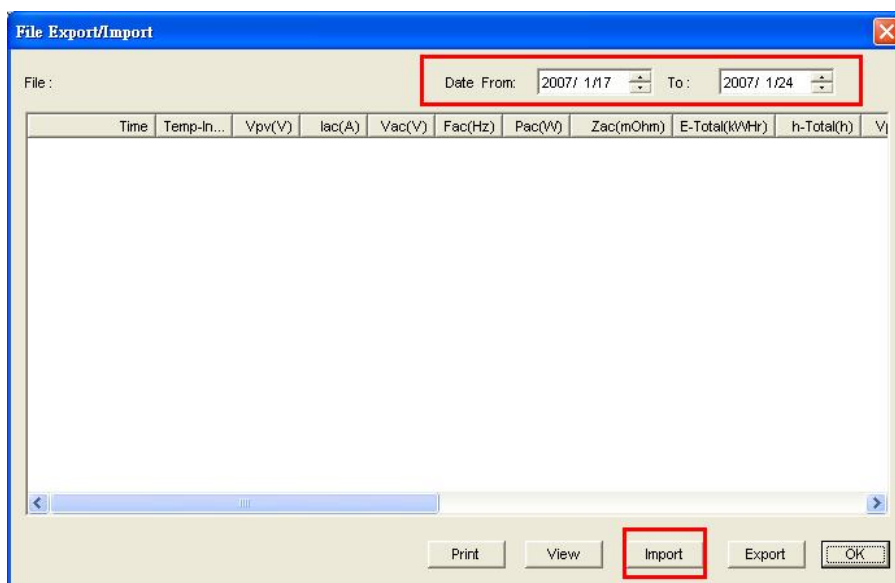 File Export/Import
File :
Date From: 2007/ 1/17 To : 2007/ 1/24
Time Temp-In... Vpv(V) Iac(A) Vac(V) Fac(Hz) Pac(W) Zac(mOhm) E-Total(kWHr) h-Total(h)
Print View Import Export OK